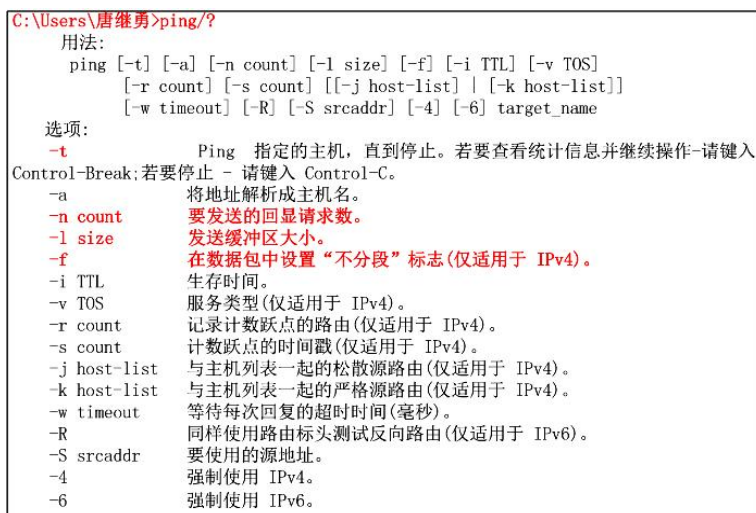 C:\Users\唐继勇>ping/?
用法:
ping [-t] [-a] [-n count] [-l size] [-f] [-i TTL] [-v TOS]
[-r count] [-s count] [[-j host-list] | [-k host-list]]
[-w timeout] [-R] [-S srcaddr] [-4] [-6] target_name
选项:
-t Ping 指定的主机，直到停止。若要查看统计信息并继续操作-请键入
Control-Break;若要停止 - 请键入 Control-C。
-a 将地址解析成主机名。
-n count 要发送的回显请求数。
-l size 发送缓冲区大小。
-f 在数据包中设置“不分段”标志(仅适用于 IPv4)。
-i TTL 生存时间。
-v TOS 服务类型(仅适用于 IPv4)。
-r count 记录计数跃点的路由(仅适用于 IPv4)。
-s count 计数跃点的时间戳(仅适用于 IPv4)。
-j host-list 与主机列表一起的松散源路由(仅适用于 IPv4)。
-k host-list 与主机列表一起的严格源路由(仅适用于 IPv4)。
-w timeout 等待每次回复的超时时间(毫秒)。
-R 同样使用路由标头测试反向路由(仅适用于 IPv6)。
-S srcaddr 要使用的源地址。
-4 强制使用 IPv4。
-6 强制使用 IPv6。